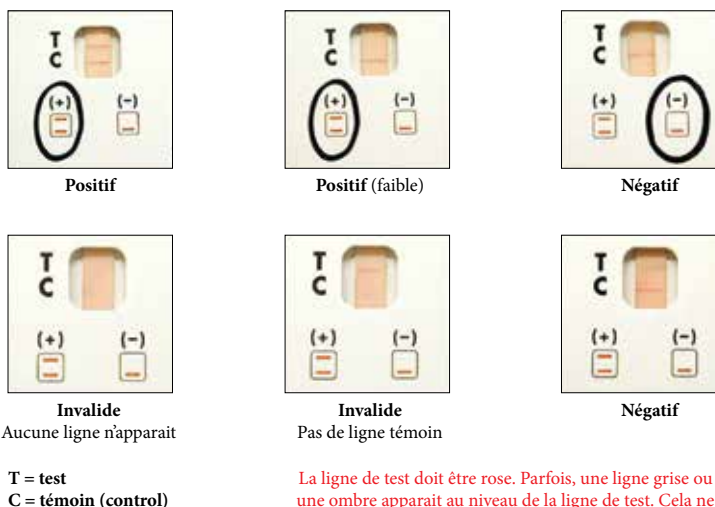 T
C
(+) (-)
Positif
T
C
(+) (-)
Positif (faible)
T
C
(+) (-)
Négatif
T
C
(+) (-)
Invalide
Aucune ligne n'apparait
T
C
(+) (-)
Invalide
Pas de ligne témoin
T
C
(+) (-)
Négatif
T = test
C = témoin (control)
La ligne de test doit être rose. Parfois, une ligne grise ou
une ombre apparait au niveau de la ligne de test. Cela ne